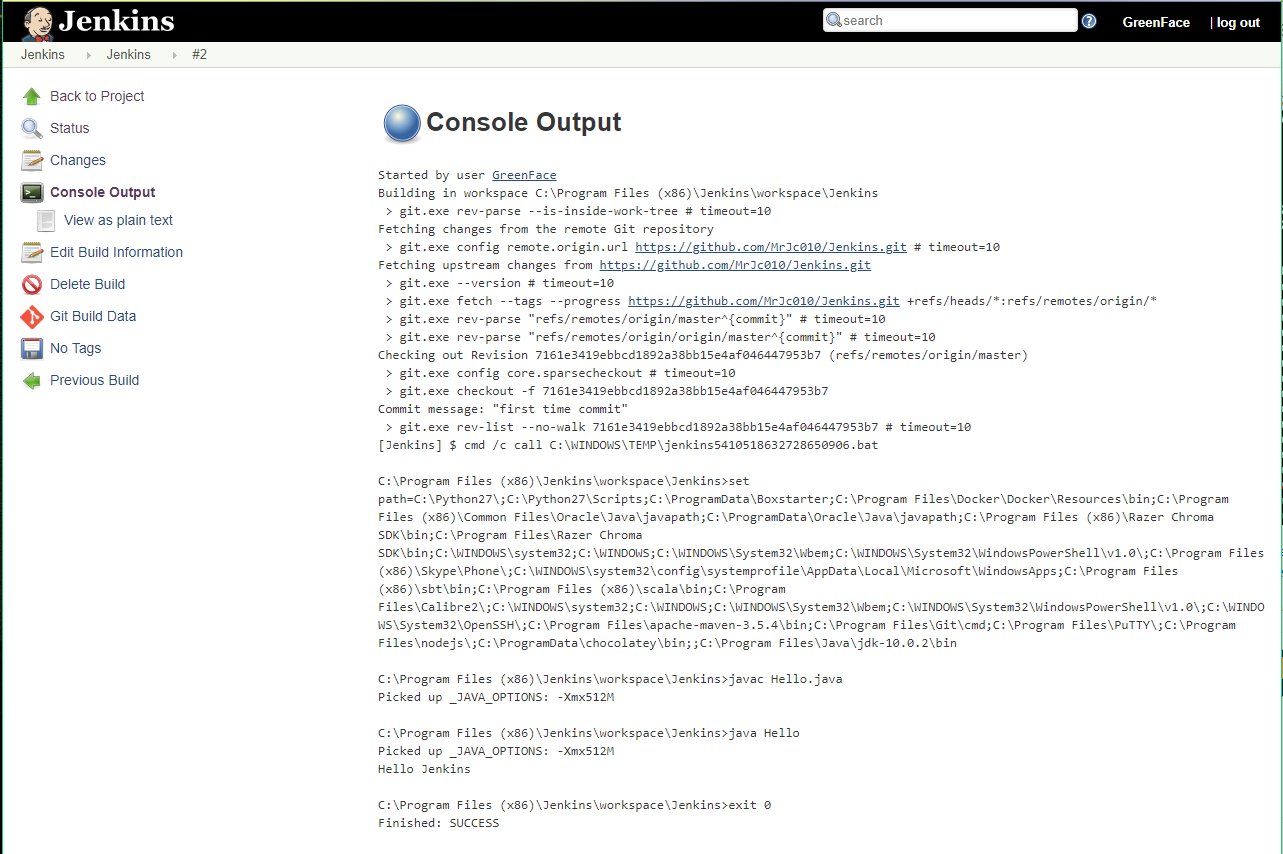 Jenkins
search
GreenFace
| log out
Jenkins
Jenkins
#2
Back to Project
Status
Changes
Console Output
View as plain text
Edit Build Information
Delete Build
Git Build Data
No Tags
Previous Build
Console Output
Started by user GreenFace
Building in workspace C:\Program Files (x86)\Jenkins\workspace\Jenkins
> git.exe rev-parse --is-inside-work-tree # timeout=10
Fetching changes from the remote Git repository
> git.exe config remote.origin.url https://github.com/MrJc010/Jenkins.git # timeout=10
Fetching upstream changes from https://github.com/MrJc010/Jenkins.git
> git.exe --version # timeout=10
> git.exe fetch --tags --progress https://github.com/MrJc010/Jenkins.git +refs/heads/*:refs/remotes/origin/*
> git.exe rev-parse "refs/remotes/origin/master^{commit}" # timeout=10
> git.exe rev-parse "refs/remotes/origin/origin/master^{commit}" # timeout=10
Checking out Revision 7161e3419ebbcd1892a38bb15e4af046447953b7 (refs/remotes/origin/master)
> git.exe config core.sparsecheckout # timeout=10
> git.exe checkout -f 7161e3419ebbcd1892a38bb15e4af046447953b7
Commit message: "first time commit"
> git.exe rev-list --no-walk 7161e3419ebbcd1892a38bb15e4af046447953b7 # timeout=10
[Jenkins] $ cmd /c call C:\WINDOWS\TEMP\jenkins5410518632728650906.bat
C:\Program Files (x86)\Jenkins\workspace\Jenkins>set
path=C:\Python27\;C:\Python27\Scripts;C:\ProgramData\Boxstarter;C:\Program Files\Docker\Docker\Resources\bin;C:\Program
Files (x86)\Common Files\Oracle\Java\javapath;C:\ProgramData\Oracle\Java\javapath;C:\Program Files (x86)\Razer Chroma
SDK\bin;C:\Program Files\Razer Chroma
SDK\bin;C:\WINDOWS\system32;C:\WINDOWS;C:\WINDOWS\System32\Wbem;C:\WINDOWS\System32\WindowsPowerShell\v1.0\;C:\Program Files
(x86)\Skype\Phone\;C:\WINDOWS\system32\config\systemprofile\AppData\Local\Microsoft\WindowsApps;C:\Program Files
(x86)\sbt\bin;C:\Program Files (x86)\scala\bin;C:\Program
Files\Calibre2\;C:\WINDOWS\system32;C:\WINDOWS;C:\WINDOWS\System32\Wbem;C:\WINDOWS\System32\WindowsPowerShell\v1.0\;C:\WINDO
WS\System32\OpenSSH\;C:\Program Files\apache-maven-3.5.4\bin;C:\Program Files\Git\cmd;C:\Program Files\PuTTY\;C:\Program
Files\nodejs\;C:\ProgramData\chocolatey\bin;;C:\Program Files\Java\jdk-10.0.2\bin
C:\Program Files (x86)\Jenkins\workspace\Jenkins>javac Hello.java
Picked up _JAVA_OPTIONS: -Xmx512M
C:\Program Files (x86)\Jenkins\workspace\Jenkins>java Hello
Picked up _JAVA_OPTIONS: -Xmx512M
Hello Jenkins
C:\Program Files (x86)\Jenkins\workspace\Jenkins>exit 0
Finished: SUCCESS